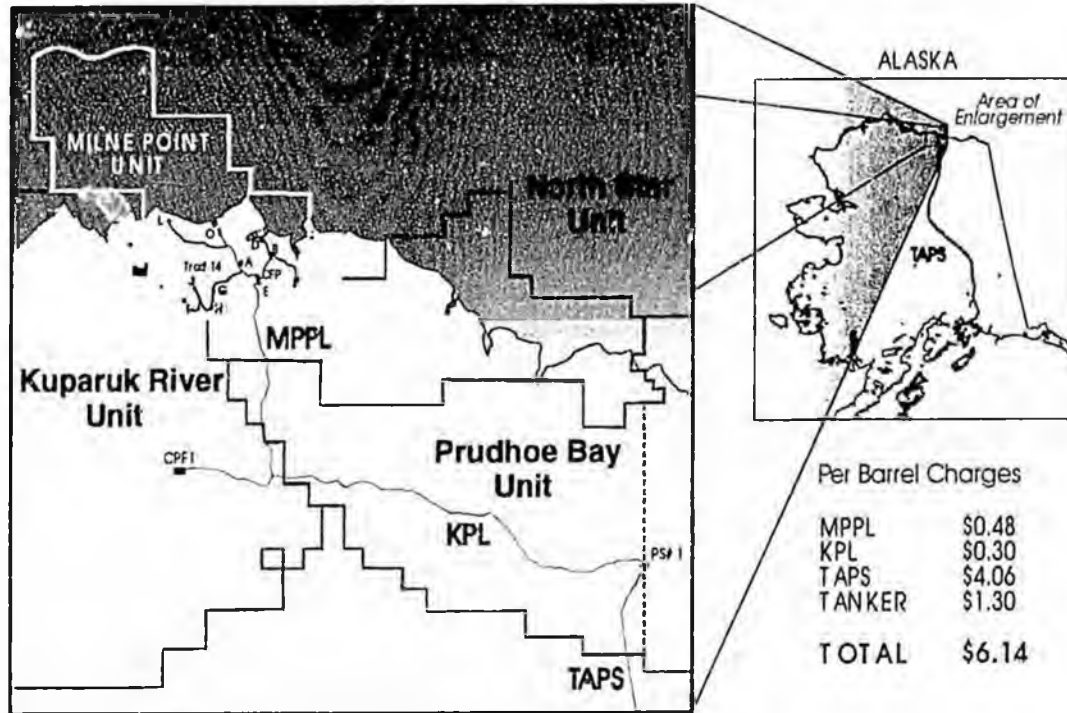 MILNE POINT
UNIT
North Star
Unit
L
A
CFP
E
Tract 14
G
H
MPPL
Kuparuk River
Unit
CPF1
Prudhoe Bay
Unit
KPL
PS# 1
TAPS
ALASKA
Area of
Enlargement
TAPS
Per Barrel Charges
MPPL $0.48
KPL $0.30
TAPS $4.06
TANKER $1.30
TOTAL $6.14